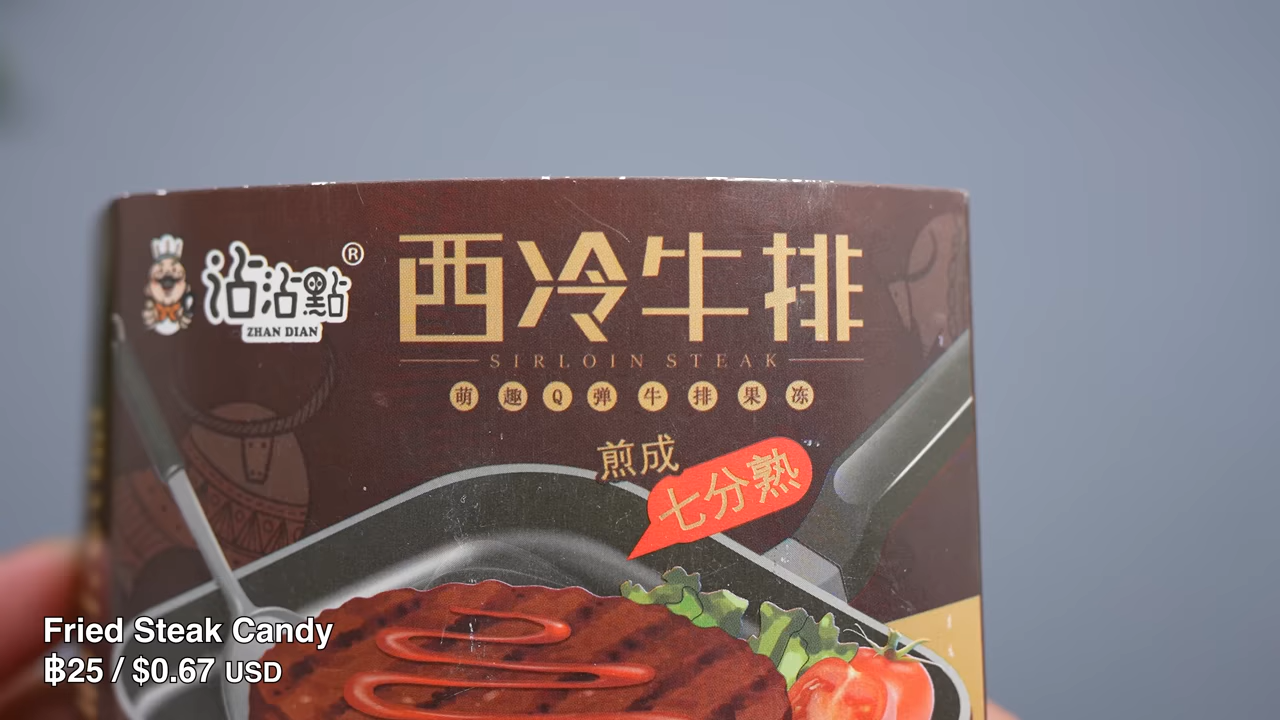 沾沾點®
ZHAN DIAN
西冷牛排
SIRLOIN STEAK
萌趣Q弹牛排果冻
煎成
七分熟
Fried Steak Candy
฿25 / $0.67 USD